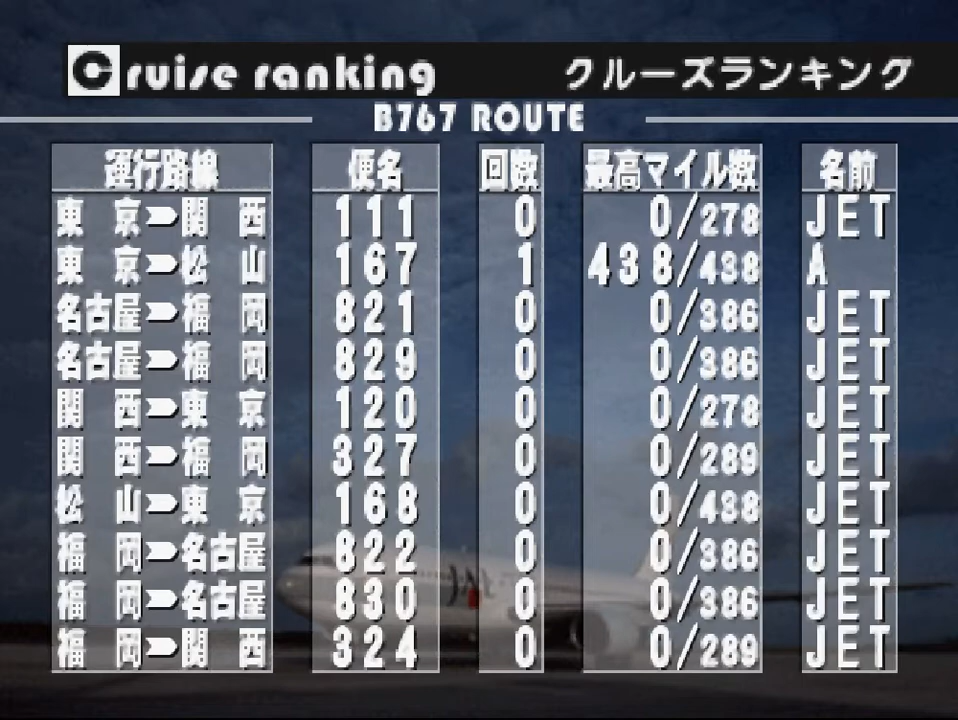 Cruise ranking クルーズランキング
B767 ROUTE
運行路線 便名 回数 最高マイル数 名前
東京➡関西 111 0 0/278 JET
東京➡松山 167 1 438/438 A
名古屋➡福岡 821 0 0/386 JET
名古屋➡福岡 829 0 0/386 JET
関西➡東京 120 0 0/278 JET
関西➡福岡 327 0 0/289 JET
松山➡東京 168 0 0/438 JET
福岡➡名古屋 822 0 0/386 JET
福岡➡名古屋 830 0 0/386 JET
福岡➡関西 324 0 0/289 JET
JAL